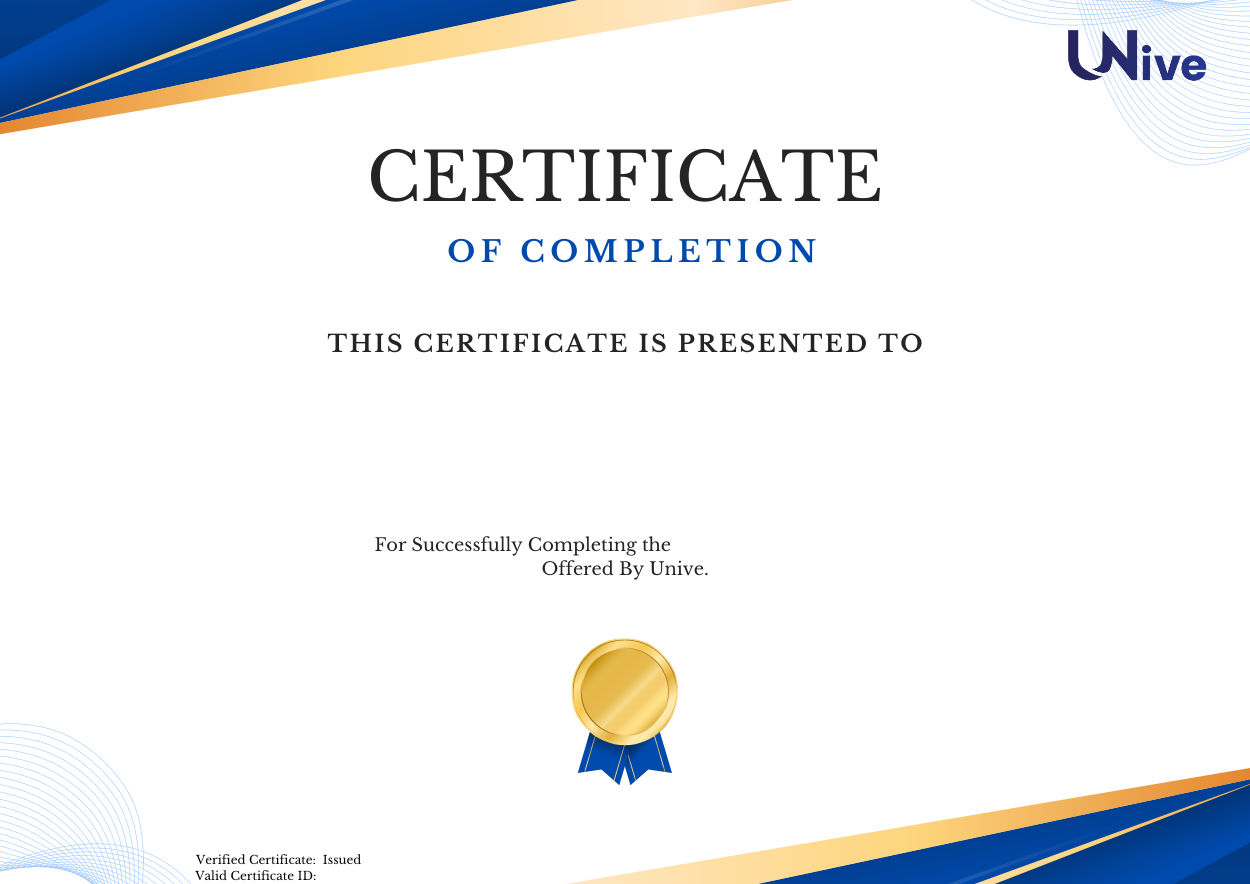 UNive
CERTIFICATE
OF COMPLETION
THIS CERTIFICATE IS PRESENTED TO
For Successfully Completing the
Offered By Unive.
Verified Certificate: Issued
Valid Certificate ID: